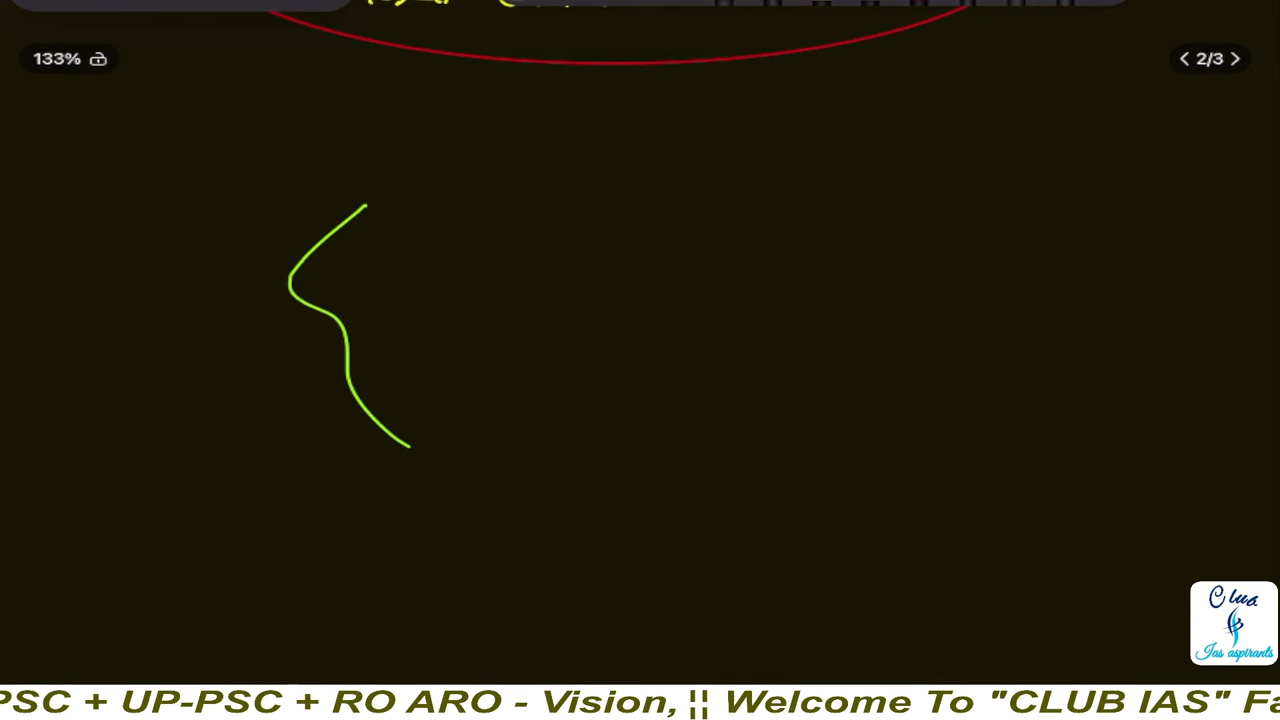 133%
2/3
Club
Ias aspirants
PSC + UP-PSC + RO ARO - Vision, ¦¦ Welcome To "CLUB IAS" Fa